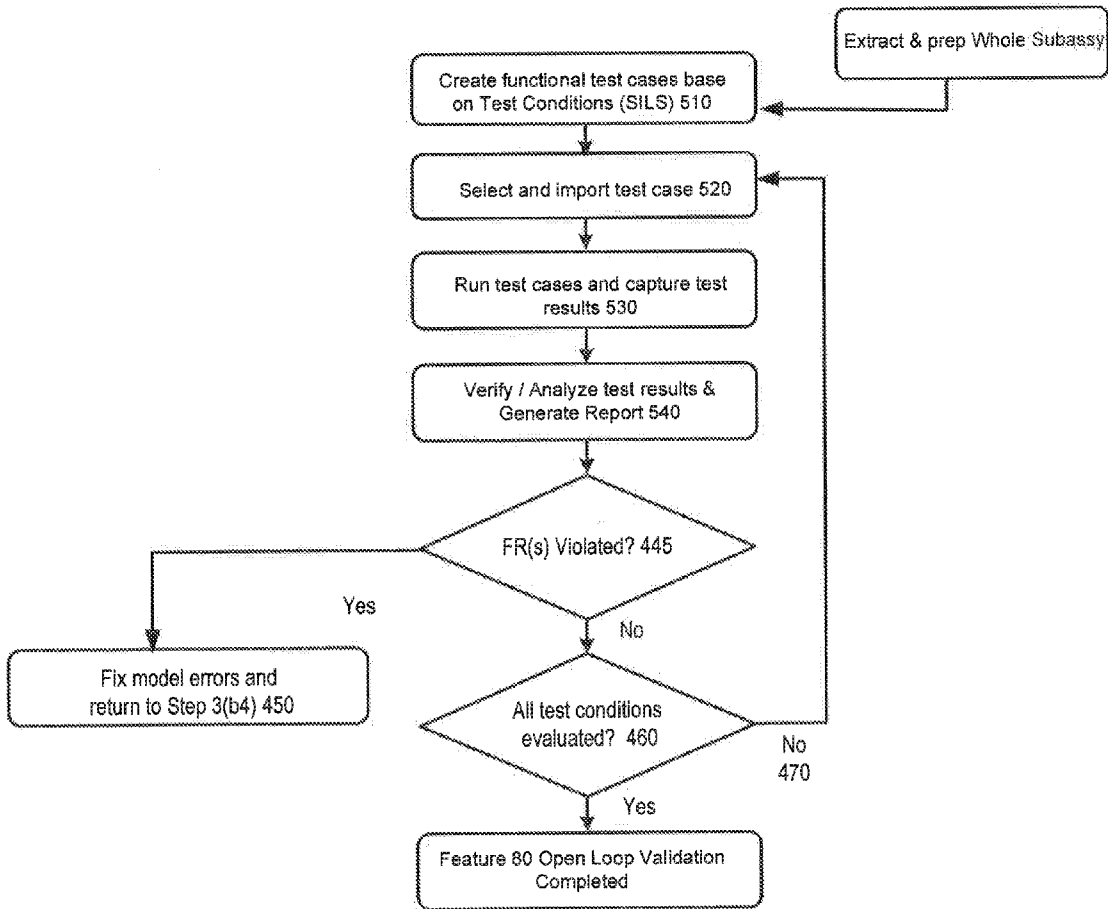 Extract & prep Whole Subassy
Create functional test cases base
on Test Conditions (SILS) 510
Select and import test case 520
Run test cases and capture test
results 530
Verify / Analyze test results &
Generate Report 540
FR(s) Violated? 445
Yes
No
Fix model errors and
return to Step 3(b4) 450
All test conditions
evaluated? 460
No
470
Yes
Feature 80 Open Loop Validation
Completed